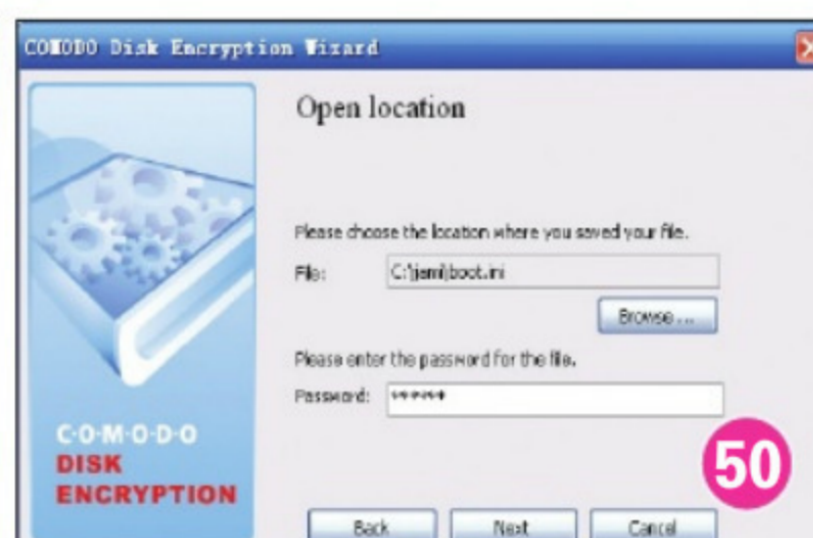 COMODO Disk Encryption Wizard
Open location
Please choose the location where you saved your file.
File: C:\jiami\boot.ini
Browse ...
Please enter the password for the file.
Password: ******
C·O·M·O·D·O
DISK
ENCRYPTION
50
Back Next Cancel